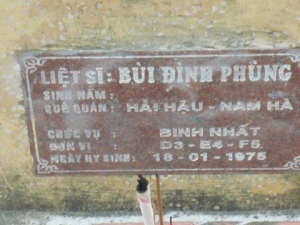 LIỆT SĨ: BÙI ĐÌNH PHÙNG
SINH NĂM :
QUÊ QUÁN : HẢI HẬU - NAM HÀ
CHỨC VỤ : BINH NHẤT
ĐƠN VỊ : D3 - E4 - F5
NGÀY HY SINH : 18 - 01 - 1975